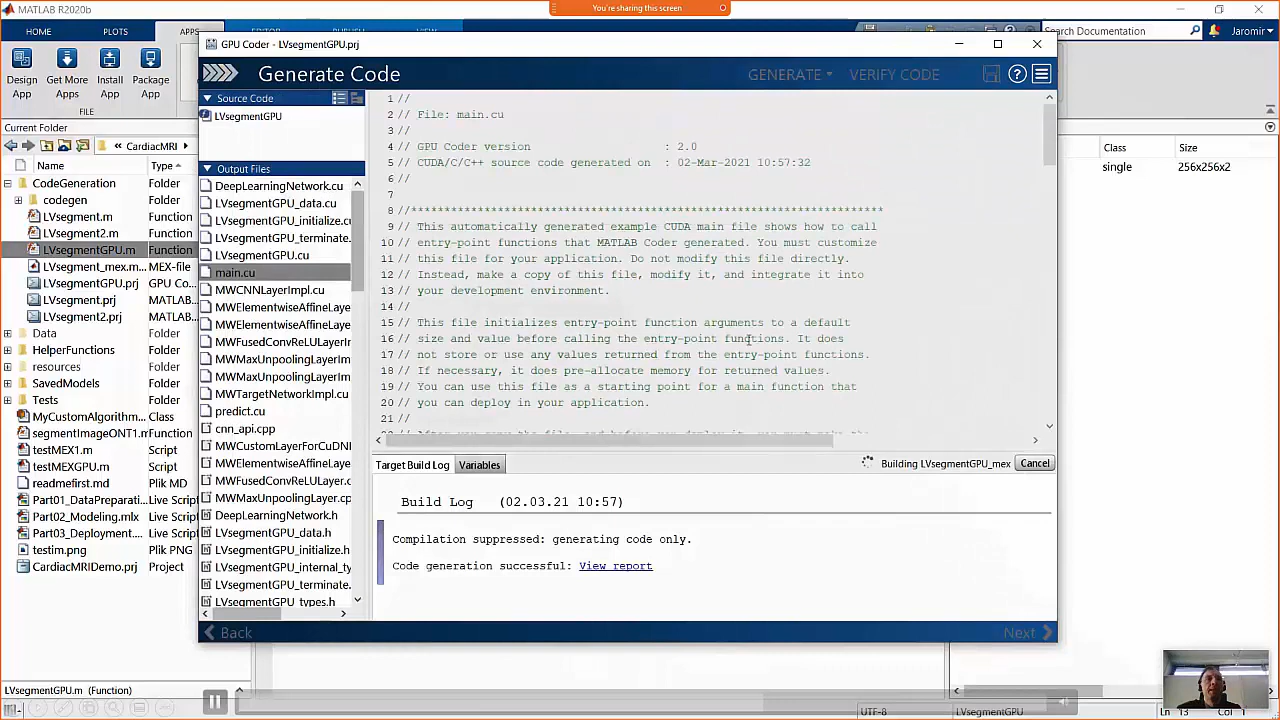 MATLAB R2020b
You're sharing this screen
HOME
PLOTS
APPS
Search Documentation
Jaromir
Design App
Get More Apps
Install App
Package App
FILE
Current Folder
« CardiacMRI
Name
Type
CodeGeneration Folder
codegen Folder
LVsegment.m Function
LVsegment2.m Function
LVsegmentGPU.m Function
LVsegment_mex.m... MEX-file
LVsegmentGPU.prj GPU Co...
LVsegment.prj MATLAB...
LVsegment2.prj MATLAB...
Data Folder
HelperFunctions Folder
resources Folder
SavedModels Folder
Tests Folder
MyCustomAlgorithm... Class
segmentImageONT1.m Function
testMEX1.m Script
testMEXGPU.m Script
readmefirst.md Plik MD
Part01_DataPreparati... Live Script
Part02_Modeling.mlx Live Script
Part03_Deployment.... Live Script
testim.png Plik PNG
CardiacMRIDemo.prj Project
LVsegmentGPU.m (Function)
GPU Coder - LVsegmentGPU.prj
Generate Code
GENERATE
VERIFY CODE
Source Code
LVsegmentGPU
Output Files
DeepLearningNetwork.cu
LVsegmentGPU_data.cu
LVsegmentGPU_initialize.cu
LVsegmentGPU_terminate.
LVsegmentGPU.cu
main.cu
MWCNNLayerImpl.cu
MWElementwiseAffineLayer
MWElementwiseAffineLayer
MWFusedConvReLULayerIr
MWMaxUnpoolingLayerIm
MWMaxUnpoolingLayerIm
MWTargetNetworkImpl.cu
predict.cu
cnn_api.cpp
MWCustomLayerForCuDNI
MWElementwiseAffineLayer
MWFusedConvReLULayer.c
MWMaxUnpoolingLayer.cp
DeepLearningNetwork.h
LVsegmentGPU_data.h
LVsegmentGPU_initialize.h
LVsegmentGPU_internal_ty
LVsegmentGPU_terminate.
LVsegmentGPU_types.h
1 //
2 // File: main.cu
3 //
4 // GPU Coder version : 2.0
5 // CUDA/C/C++ source code generated on : 02-Mar-2021 10:57:32
6 //
7
8 //***********************************************************************
9 // This automatically generated example CUDA main file shows how to call
10 // entry-point functions that MATLAB Coder generated. You must customize
11 // this file for your application. Do not modify this file directly.
12 // Instead, make a copy of this file, modify it, and integrate it into
13 // your development environment.
14 //
15 // This file initializes entry-point function arguments to a default
16 // size and value before calling the entry-point functions. It does
17 // not store or use any values returned from the entry-point functions.
18 // If necessary, it does pre-allocate memory for returned values.
19 // You can use this file as a starting point for a main function that
20 // you can deploy in your application.
21 //
Target Build Log
Variables
Building LVsegmentGPU_mex
Cancel
Build Log (02.03.21 10:57)
Compilation suppressed: generating code only.
Code generation successful: View report
Back
Next
Class
Size
single
256x256x2
UTF-8
LVsegmentGPU
Ln 13 Col 1